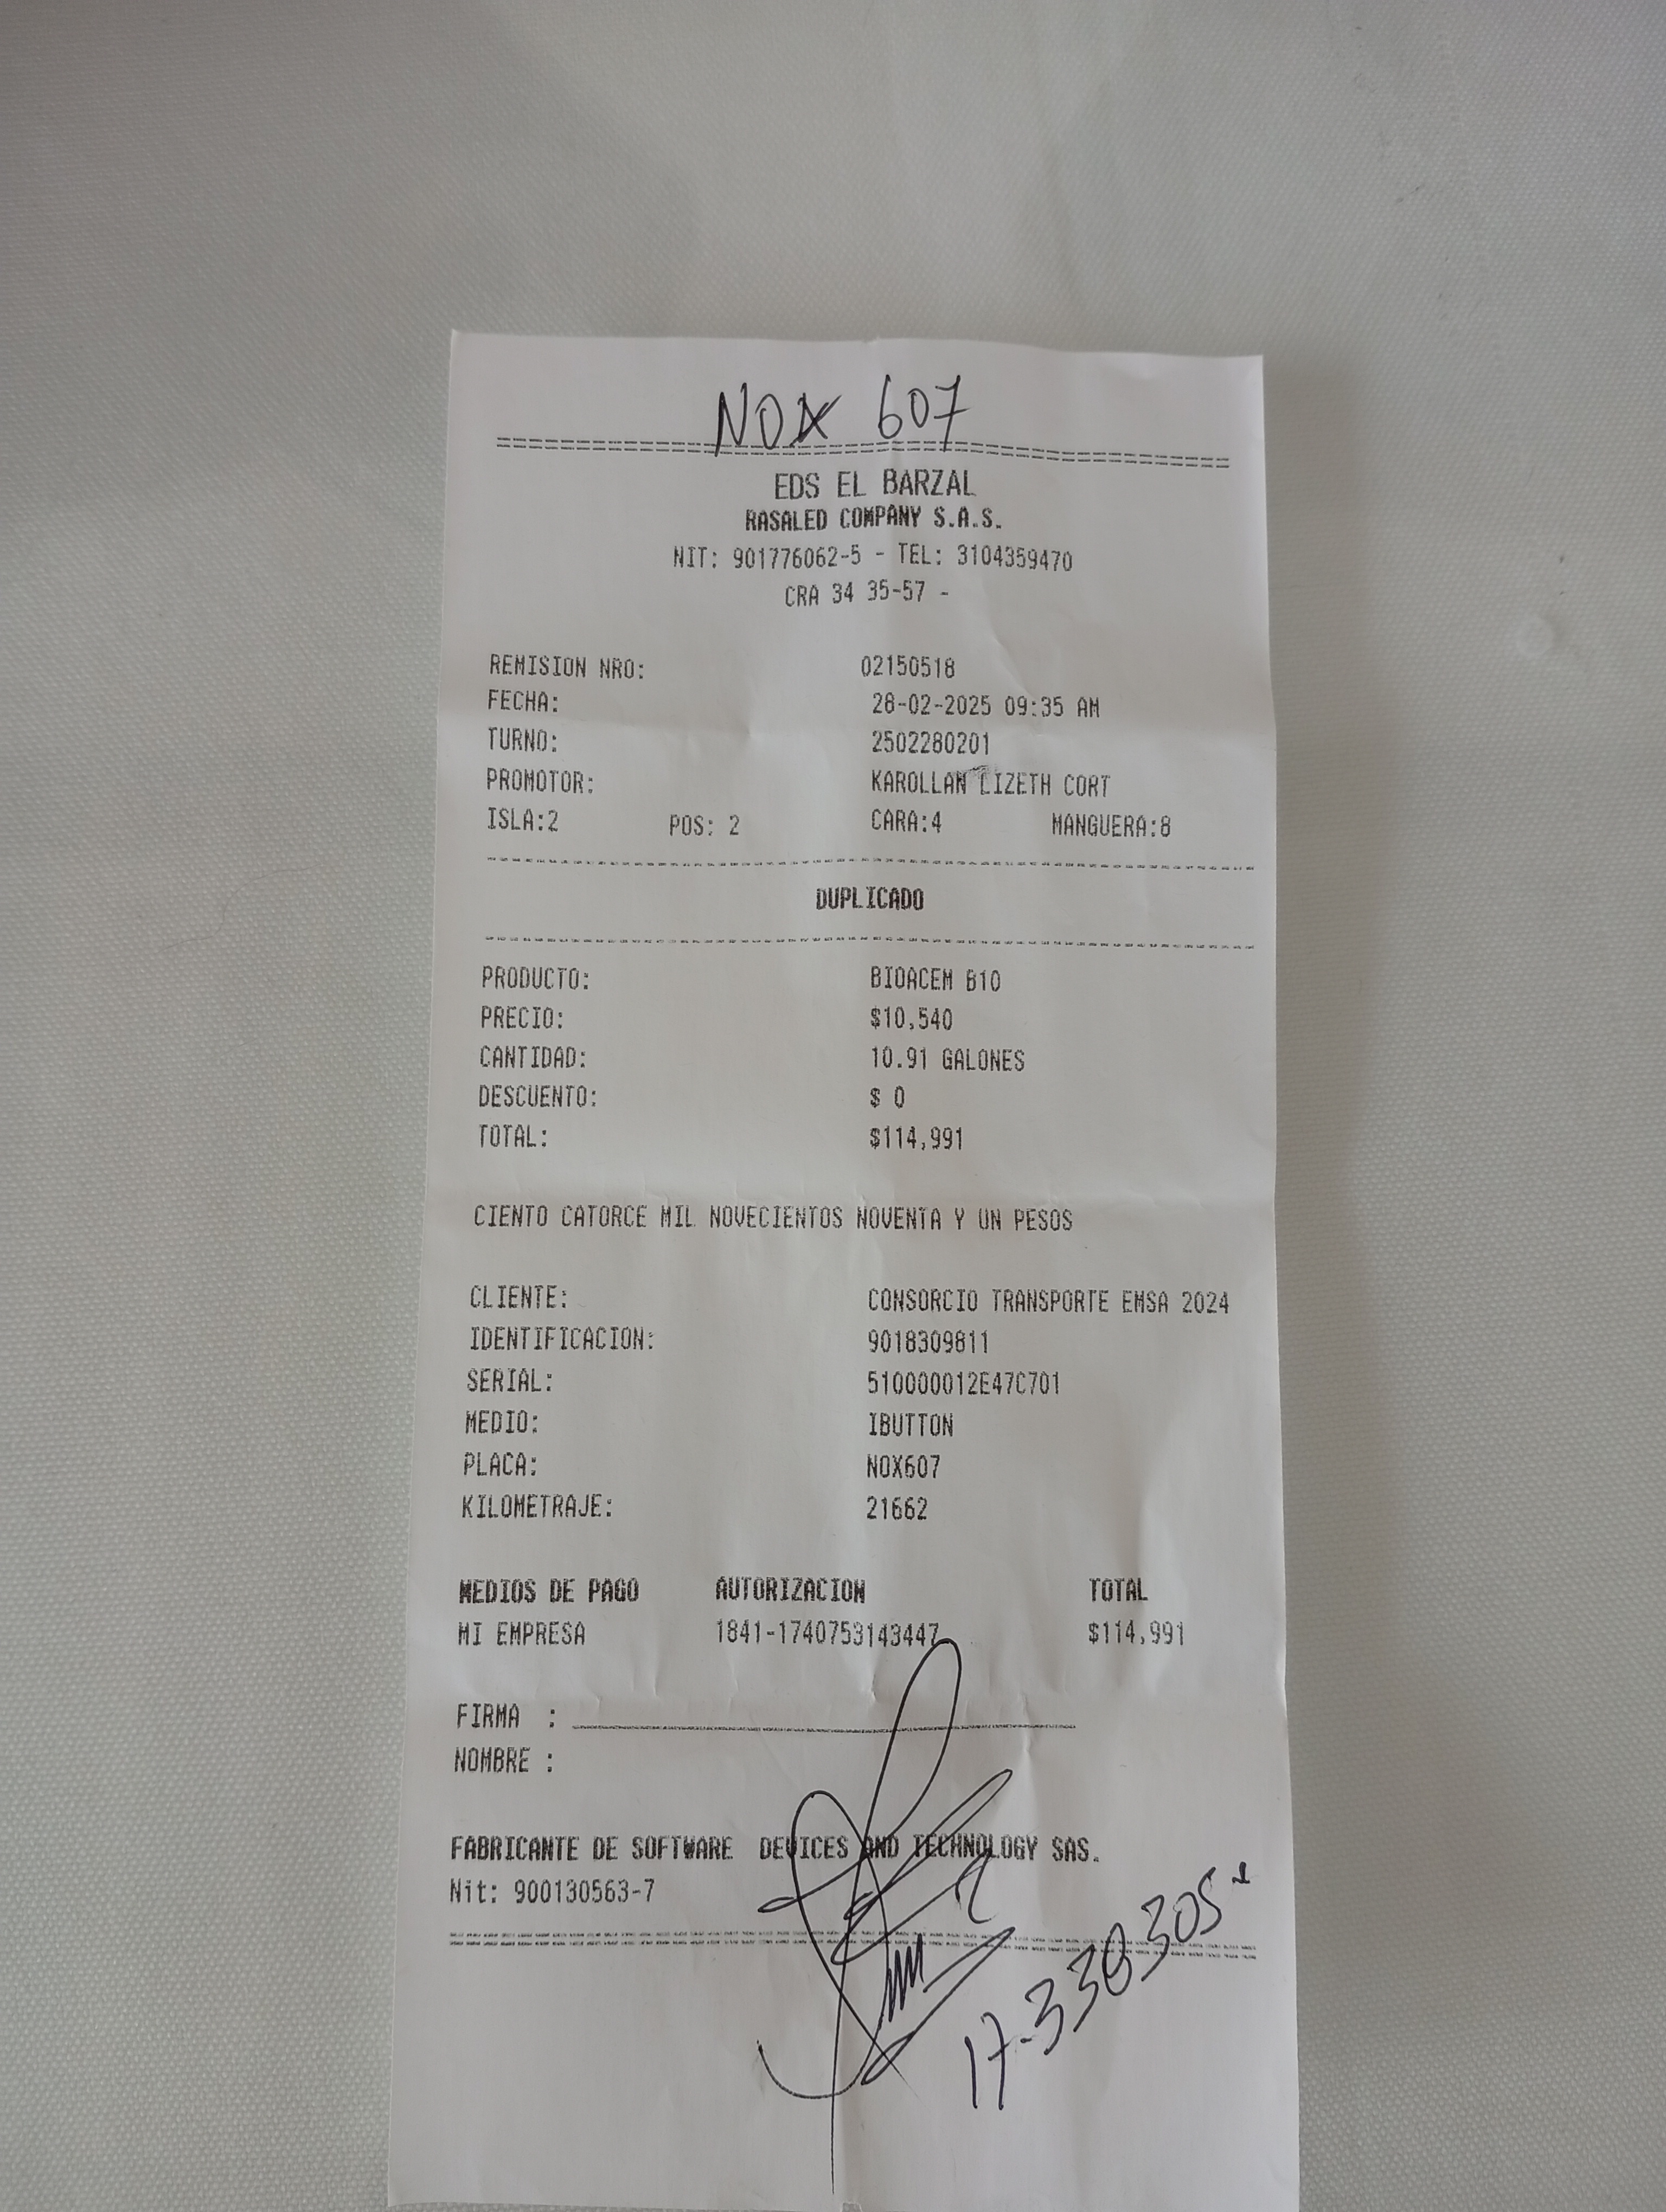 NOX 607
EDS EL BARZAL
RASALED COMPANY S.A.S.
NIT: 901776062-5 - TEL: 3104359470
CRA 34 35-57 -
REMISION NRO: 02150518
FECHA: 28-02-2025 09:35 AM
TURNO: 2502280201
PROMOTOR: KAROLLAN LIZETH CORT
ISLA:2 POS: 2 CARA:4 MANGUERA:8
DUPLICADO
PRODUCTO: BIOACEM B10
PRECIO: $10,540
CANTIDAD: 10.91 GALONES
DESCUENTO: $ 0
TOTAL: $114,991
CIENTO CATORCE MIL NOVECIENTOS NOVENTA Y UN PESOS
CLIENTE: CONSORCIO TRANSPORTE EMSA 2024
IDENTIFICACION: 9018309811
SERIAL: 510000012E47C701
MEDIO: IBUTTON
PLACA: NOX607
KILOMETRAJE: 21662
MEDIOS DE PAGO AUTORIZACION TOTAL
MI EMPRESA 1841-1740753143447 $114,991
FIRMA :
NOMBRE :
FABRICANTE DE SOFTWARE DEVICES AND TECHNOLOGY SAS.
Nit: 900130563-7
17-330305